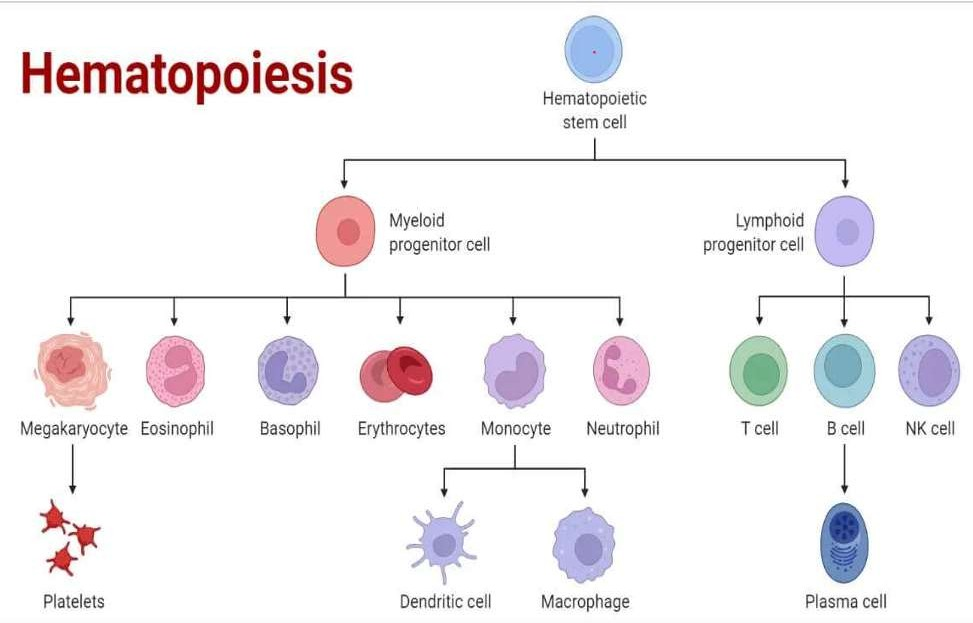 Hematopoiesis
Hematopoietic
stem cell
Myeloid
progenitor cell
Lymphoid
progenitor cell
Megakaryocyte
Eosinophil
Basophil
Erythrocytes
Monocyte
Neutrophil
T cell
B cell
NK cell
Platelets
Dendritic cell
Macrophage
Plasma cell